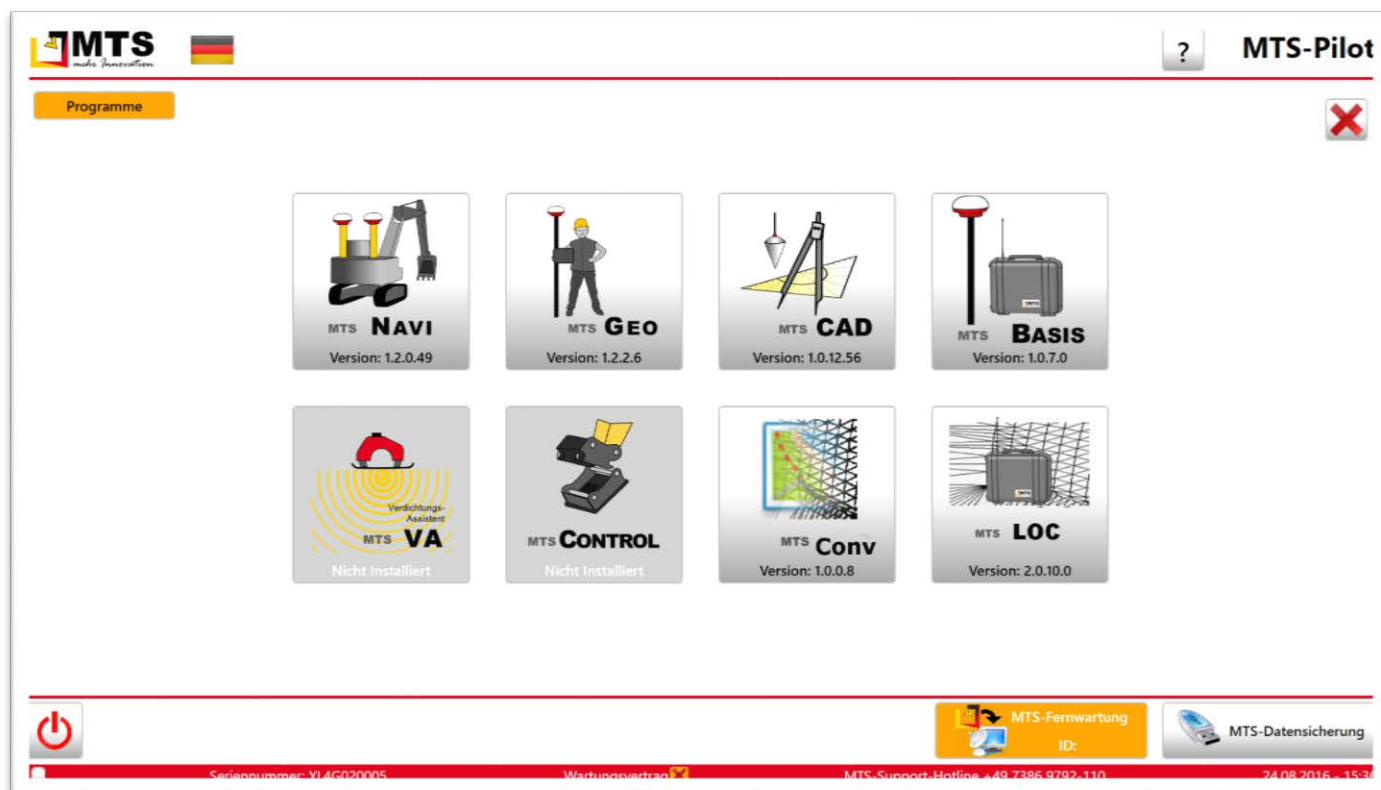 MTS
mehr Innovation
?
MTS-Pilot
Programme
MTS NAVI
Version: 1.2.0.49
MTS GEO
Version: 1.2.2.6
MTS CAD
Version: 1.0.12.56
MTS BASIS
Version: 1.0.7.0
Verdichtungs-
Assistent
MTS VA
Nicht Installiert
MTS CONTROL
Nicht Installiert
MTS Conv
Version: 1.0.0.8
MTS LOC
Version: 2.0.10.0
MTS-Fernwartung
ID:
MTS-Datensicherung
Seriennummer: YL4G020005 Wartungsvertrag MTS-Support-Hotline +49 7386 9792-110 24.08.2016 - 15:36